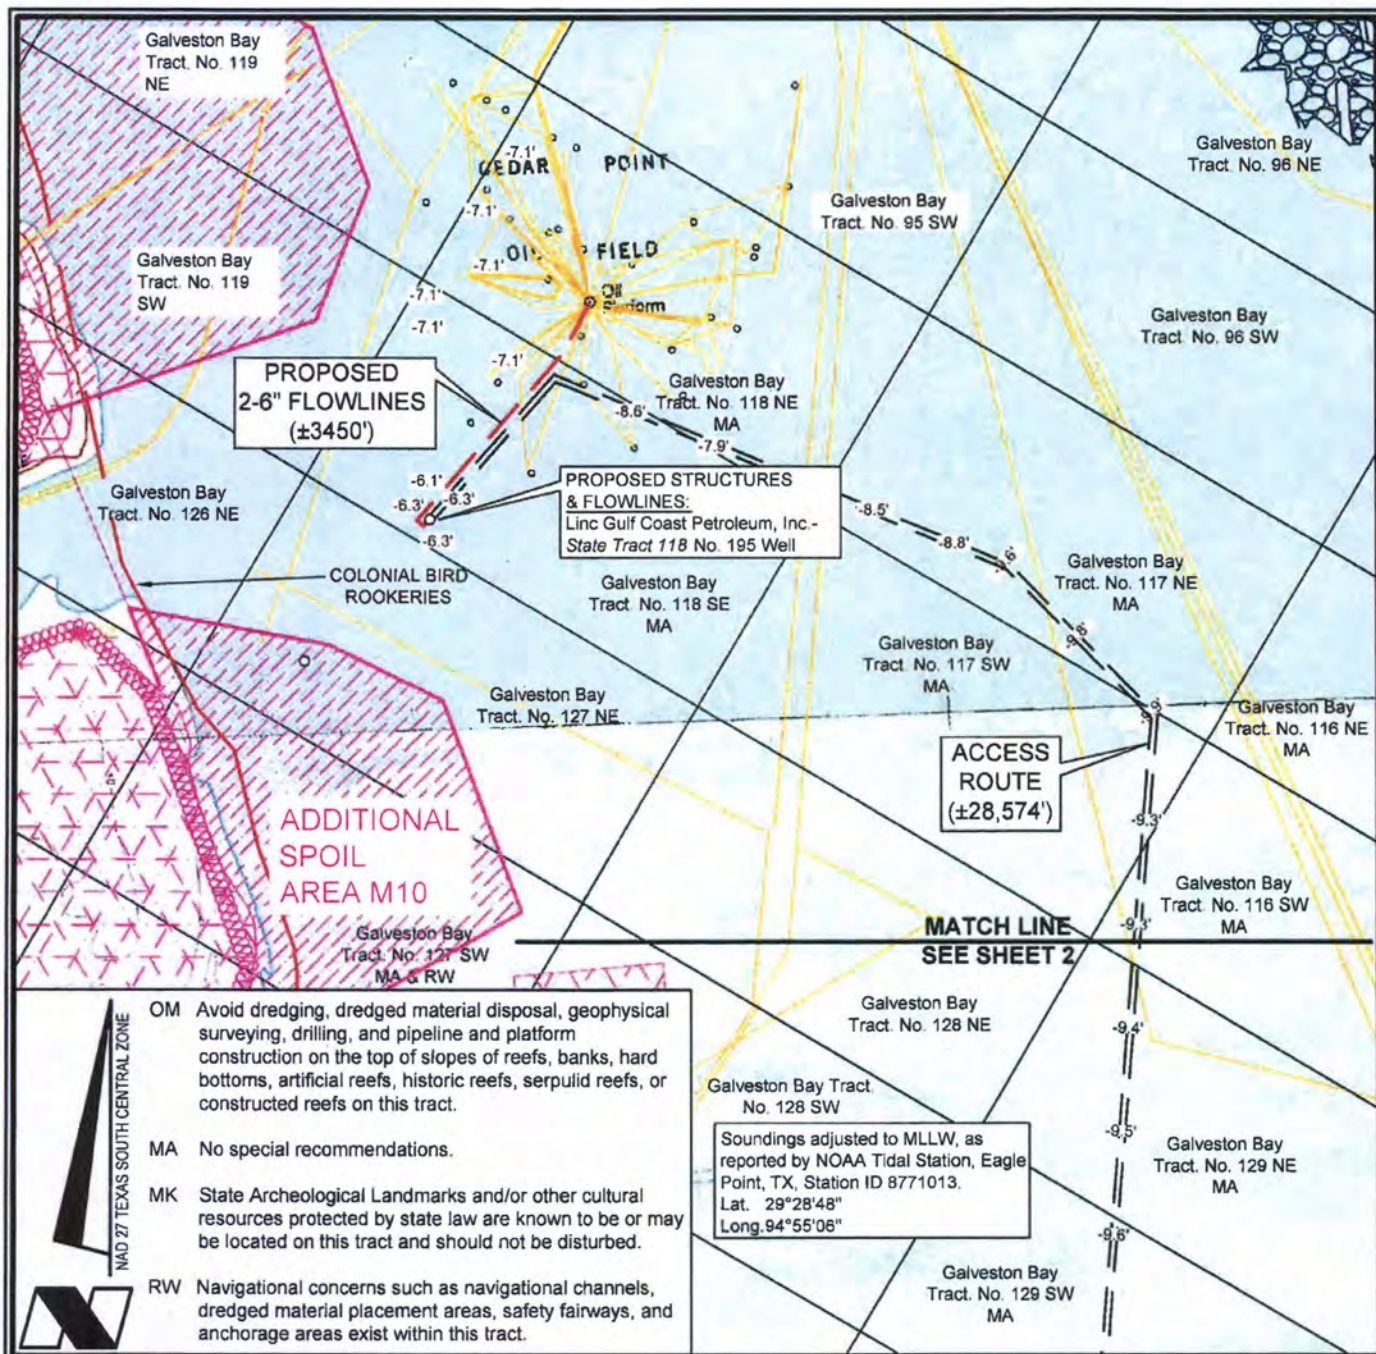 Galveston Bay
Tract. No. 119
NE
Galveston Bay
Tract. No. 96 NE
-7.1'
CEDAR POINT
Galveston Bay
Tract. No. 95 SW
-7.1'
Galveston Bay
Tract. No. 119
SW
FIELD
-7.1'
-7.1'
Oil
-7.1'
Galveston Bay
Tract. No. 96 SW
-7.1'
PROPOSED
2-6" FLOWLINES
(±3450')
Galveston Bay
Tract. No. 118 NE
MA
-8.6'
-7.9'
Galveston Bay
Tract. No. 126 NE
-6.1'
-6.3'
-6.3'
-6.3'
PROPOSED STRUCTURES
& FLOWLINES:
Linc Gulf Coast Petroleum, Inc.-
State Tract 118 No. 195 Well
-8.5'
-8.8'
-9.6'
COLONIAL BIRD
ROOKERIES
Galveston Bay
Tract. No. 118 SE
MA
Galveston Bay
Tract. No. 117 NE
MA
-9.8'
Galveston Bay
Tract. No. 117 SW
MA
Galveston Bay
Tract. No. 127 NE
-9.9'
Galveston Bay
Tract. No. 116 NE
MA
ACCESS
ROUTE
(±28,574')
ADDITIONAL
SPOIL
AREA M10
-9.3'
Galveston Bay
Tract. No. 116 SW
MA
-9.3'
MATCH LINE
SEE SHEET 2
Galveston Bay
Tract. No. 127 SW
MA & RW
Galveston Bay
Tract. No. 128 NE
-9.4'
Galveston Bay Tract.
No. 128 SW
-9.5'
Galveston Bay
Tract. No. 129 NE
MA
Soundings adjusted to MLLW, as
reported by NOAA Tidal Station, Eagle
Point, TX, Station ID 8771013.
Lat. 29°28'48"
Long.94°55'06"
-9.6'
Galveston Bay
Tract. No. 129 SW
MA
NAD 27 TEXAS SOUTH CENTRAL ZONE
OM Avoid dredging, dredged material disposal, geophysical
surveying, drilling, and pipeline and platform
construction on the top of slopes of reefs, banks, hard
bottoms, artificial reefs, historic reefs, serpulid reefs, or
constructed reefs on this tract.
MA No special recommendations.
MK State Archeological Landmarks and/or other cultural
resources protected by state law are known to be or may
be located on this tract and should not be disturbed.
RW Navigational concerns such as navigational channels,
dredged material placement areas, safety fairways, and
anchorage areas exist within this tract.